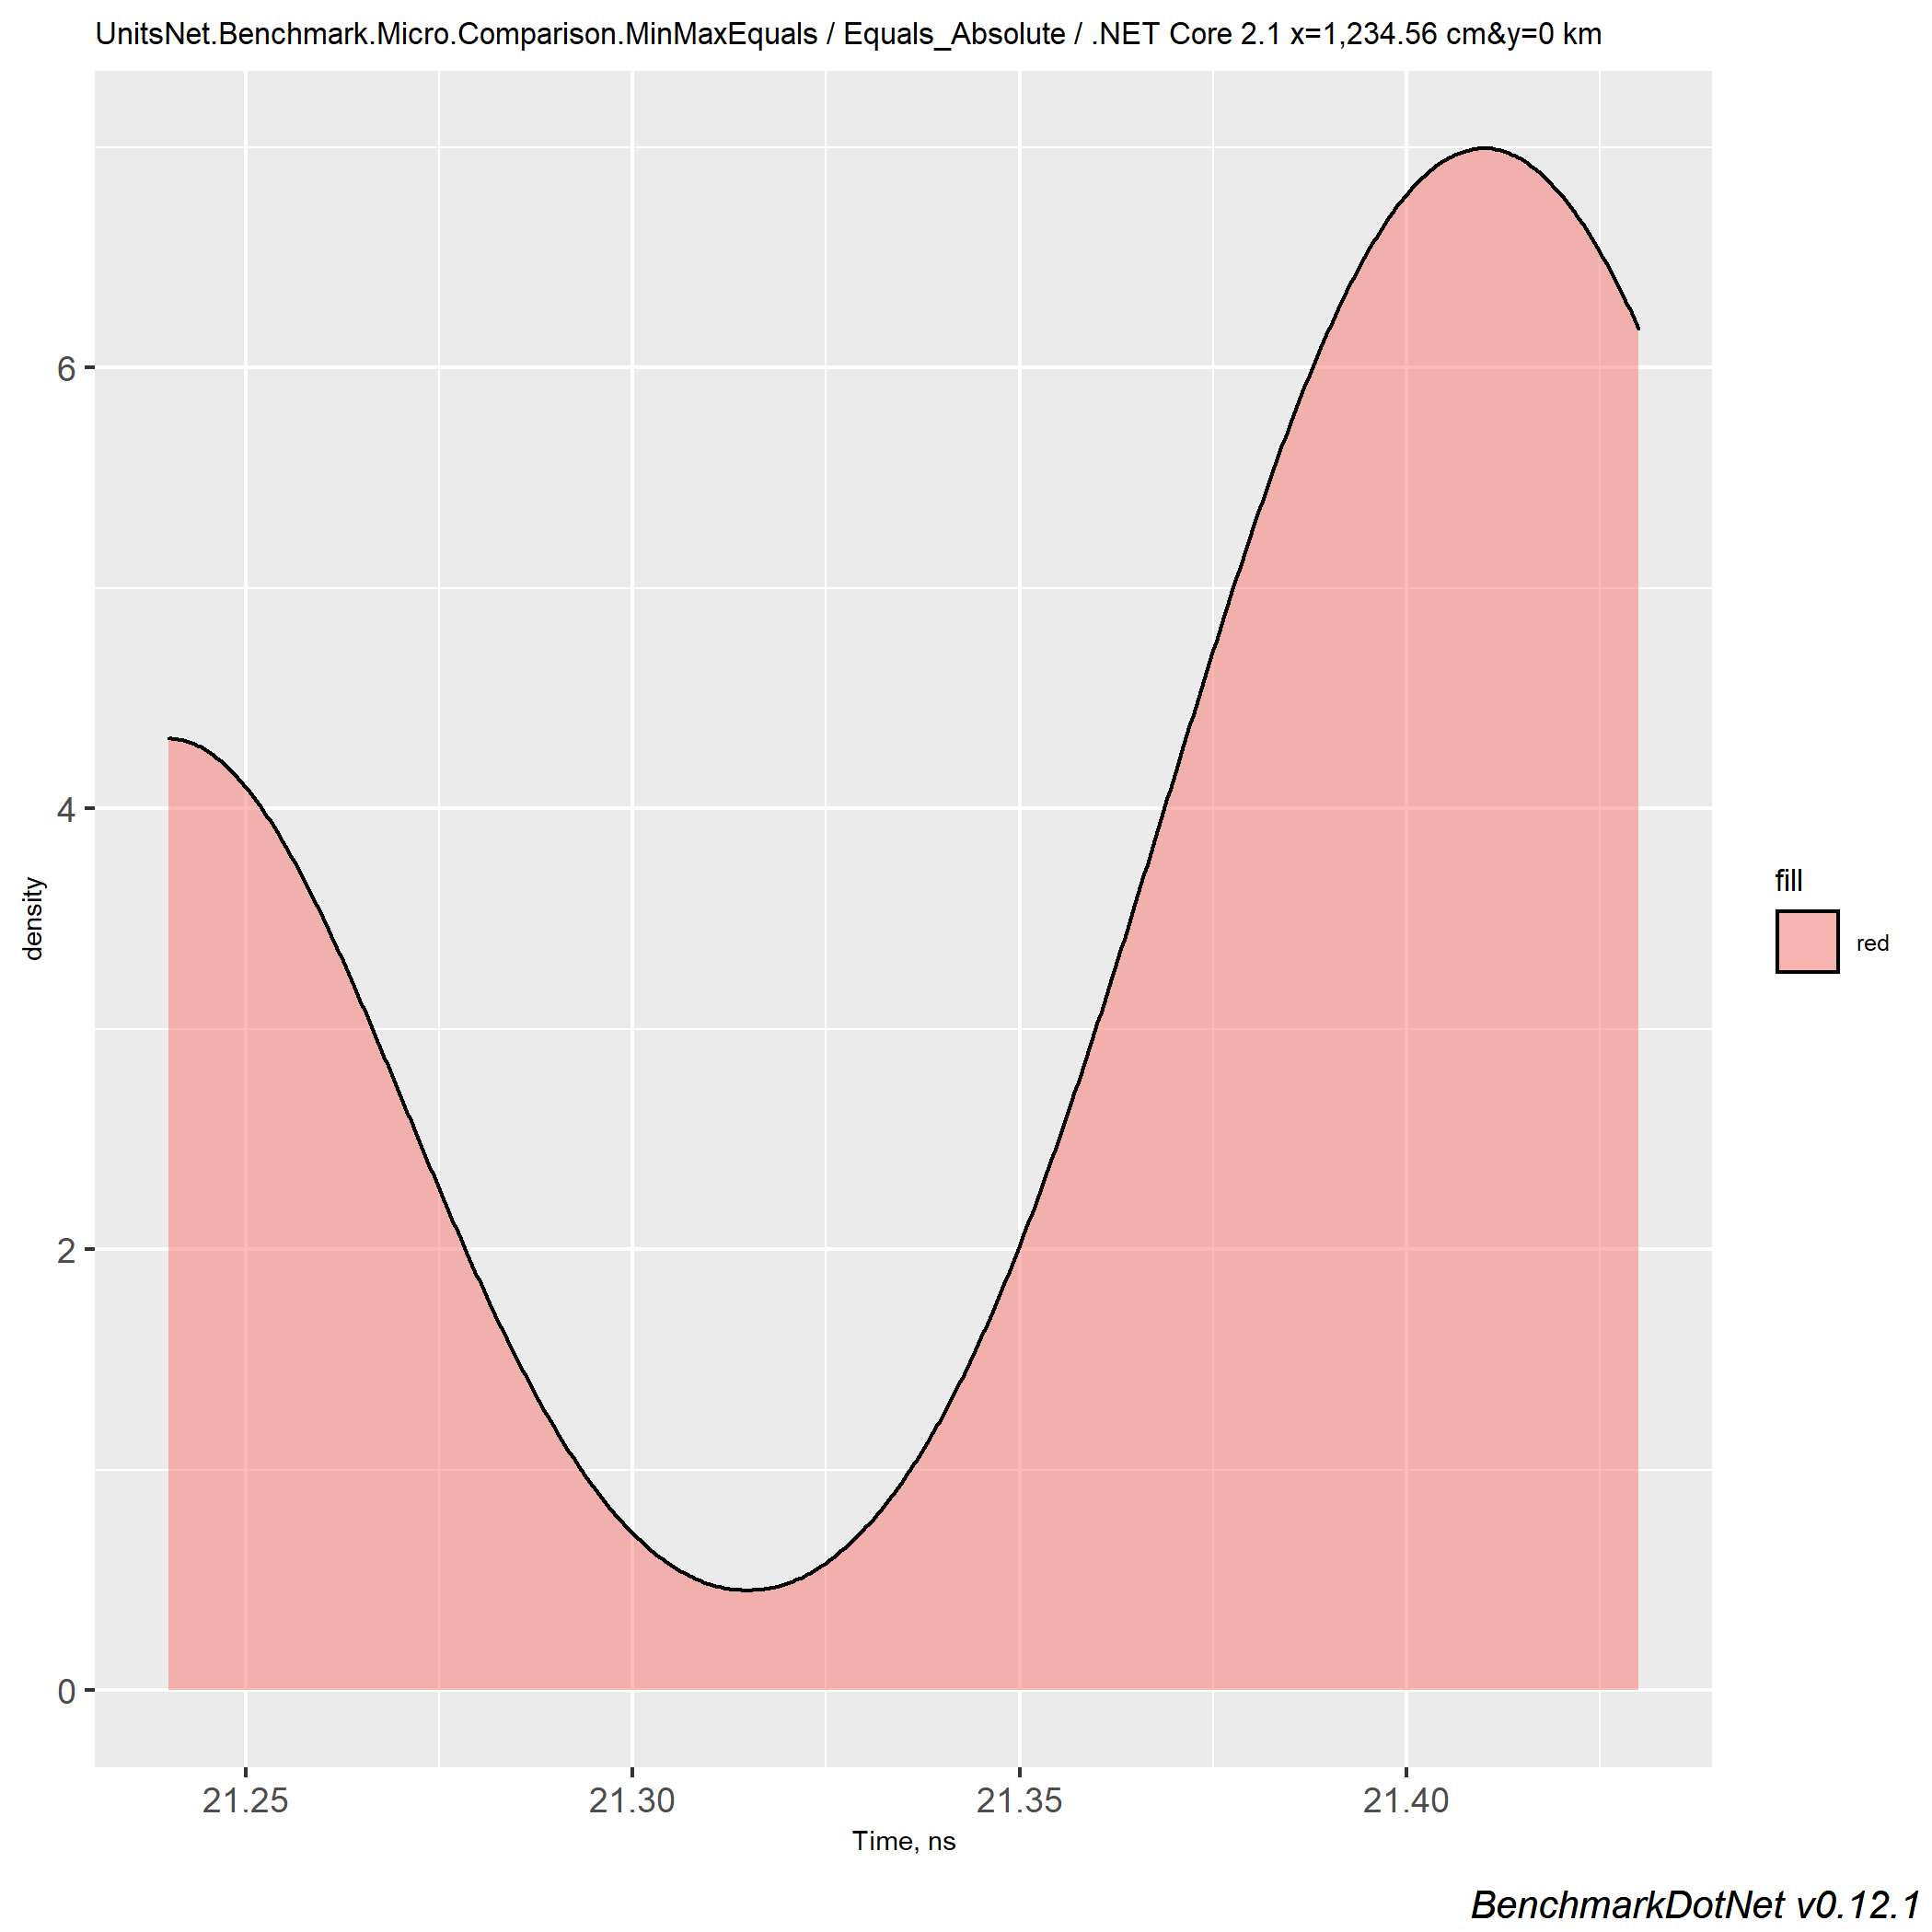 UnitsNet.Benchmark.Micro.Comparison.MinMaxEquals / Equals_Absolute / .NET Core 2.1 x=1,234.56 cm&y=0 km
6
4
2
0
density
21.25 21.30 21.35 21.40
Time, ns
fill
red
BenchmarkDotNet v0.12.1